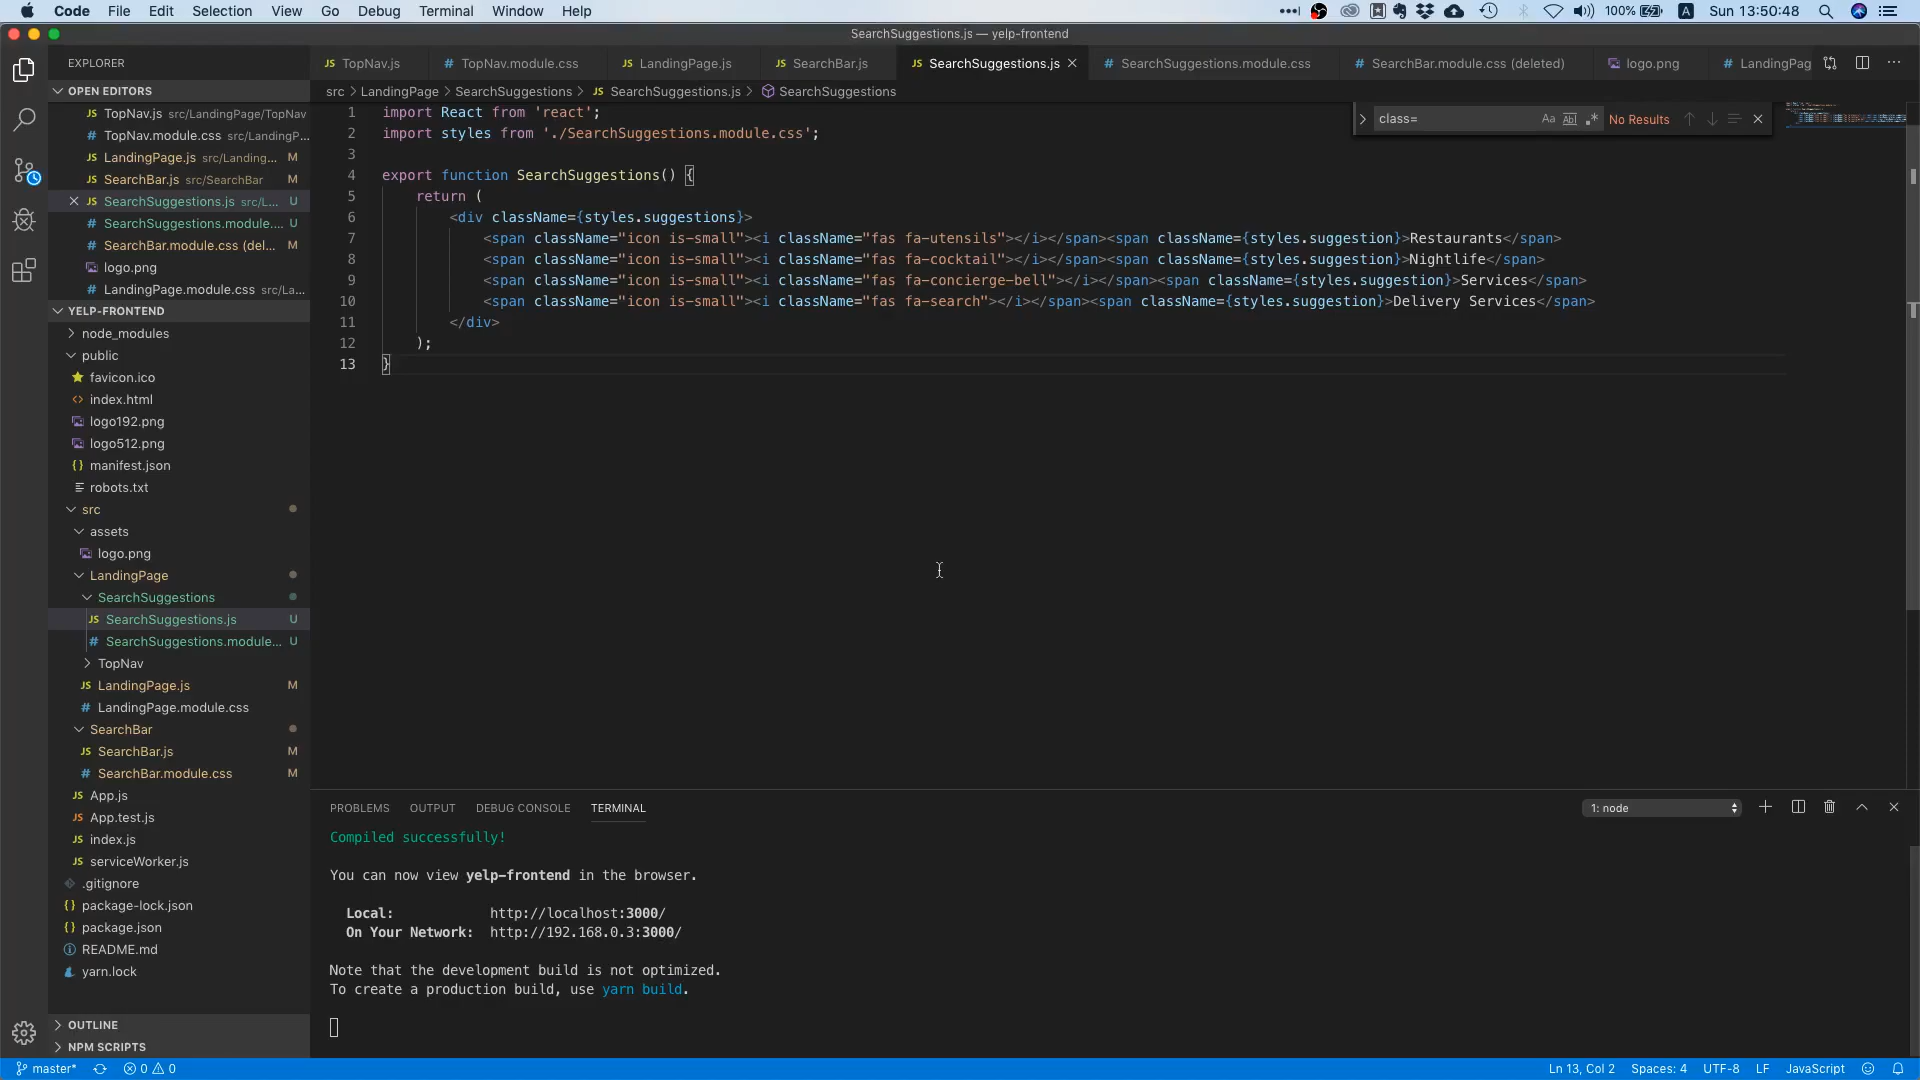 Code File Edit Selection View Go Debug Terminal Window Help 100% A Sun 13:50:48
SearchSuggestions.js — yelp-frontend
EXPLORER
OPEN EDITORS
TopNav.js src/LandingPage/TopNav
TopNav.module.css src/LandingP...
LandingPage.js src/Landing... M
SearchBar.js src/SearchBar M
SearchSuggestions.js src/L... U
SearchSuggestions.module.... U
SearchBar.module.css (del... M
logo.png
LandingPage.module.css src/La...
YELP-FRONTEND
node_modules
public
favicon.ico
index.html
logo192.png
logo512.png
manifest.json
robots.txt
src
assets
logo.png
LandingPage
SearchSuggestions
SearchSuggestions.js U
SearchSuggestions.module... U
TopNav
LandingPage.js M
LandingPage.module.css
SearchBar
SearchBar.js M
SearchBar.module.css M
App.js
App.test.js
index.js
serviceWorker.js
.gitignore
package-lock.json
package.json
README.md
yarn.lock
OUTLINE
NPM SCRIPTS
TopNav.js TopNav.module.css LandingPage.js SearchBar.js SearchSuggestions.js SearchSuggestions.module.css SearchBar.module.css (deleted) logo.png LandingPag
src > LandingPage > SearchSuggestions > JS SearchSuggestions.js > SearchSuggestions
class= Aa Abl .* No Results
1 import React from 'react';
2 import styles from './SearchSuggestions.module.css';
3
4 export function SearchSuggestions() {
5 return (
6 <div className={styles.suggestions}>
7 <span className="icon is-small"><i className="fas fa-utensils"></i></span><span className={styles.suggestion}>Restaurants</span>
8 <span className="icon is-small"><i className="fas fa-cocktail"></i></span><span className={styles.suggestion}>Nightlife</span>
9 <span className="icon is-small"><i className="fas fa-concierge-bell"></i></span><span className={styles.suggestion}>Services</span>
10 <span className="icon is-small"><i className="fas fa-search"></i></span><span className={styles.suggestion}>Delivery Services</span>
11 </div>
12 );
13 }
PROBLEMS OUTPUT DEBUG CONSOLE TERMINAL 1: node
Compiled successfully!
You can now view yelp-frontend in the browser.
Local: http://localhost:3000/
On Your Network: http://192.168.0.3:3000/
Note that the development build is not optimized.
To create a production build, use yarn build.
master* 0 0 Ln 13, Col 2 Spaces: 4 UTF-8 LF JavaScript